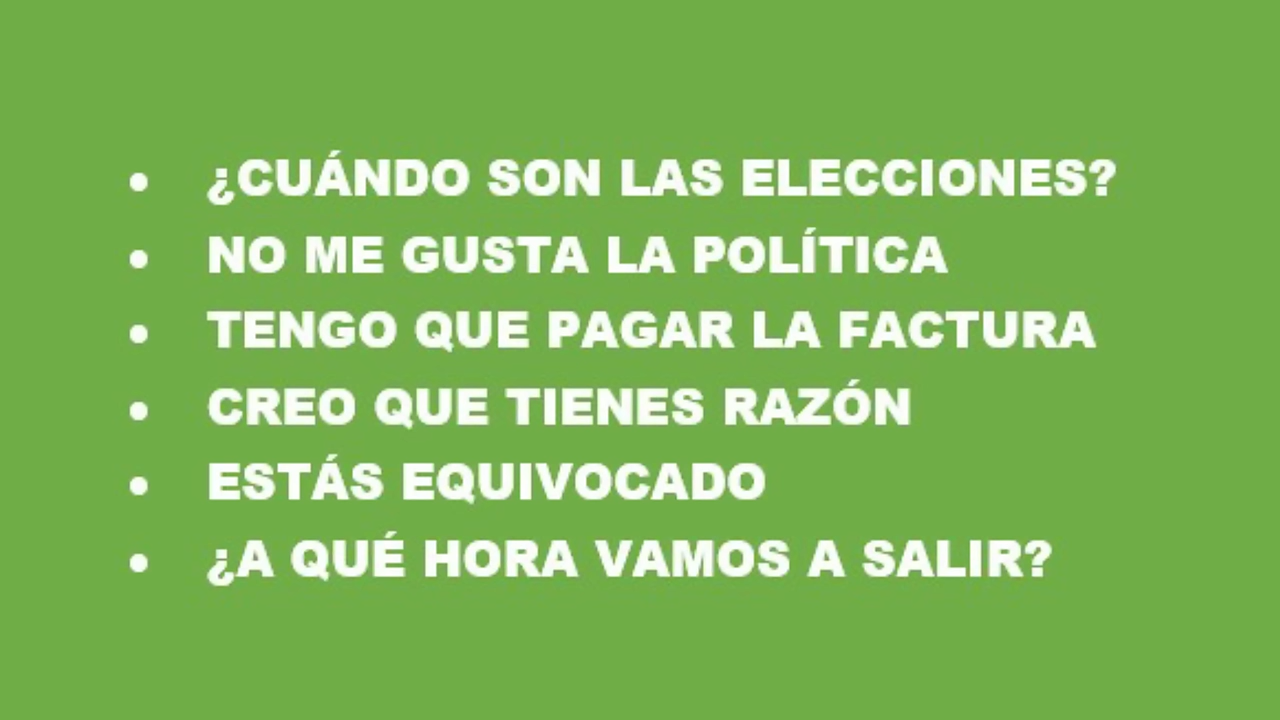 • ¿CUÁNDO SON LAS ELECCIONES?
• NO ME GUSTA LA POLÍTICA
• TENGO QUE PAGAR LA FACTURA
• CREO QUE TIENES RAZÓN
• ESTÁS EQUIVOCADO
• ¿A QUÉ HORA VAMOS A SALIR?